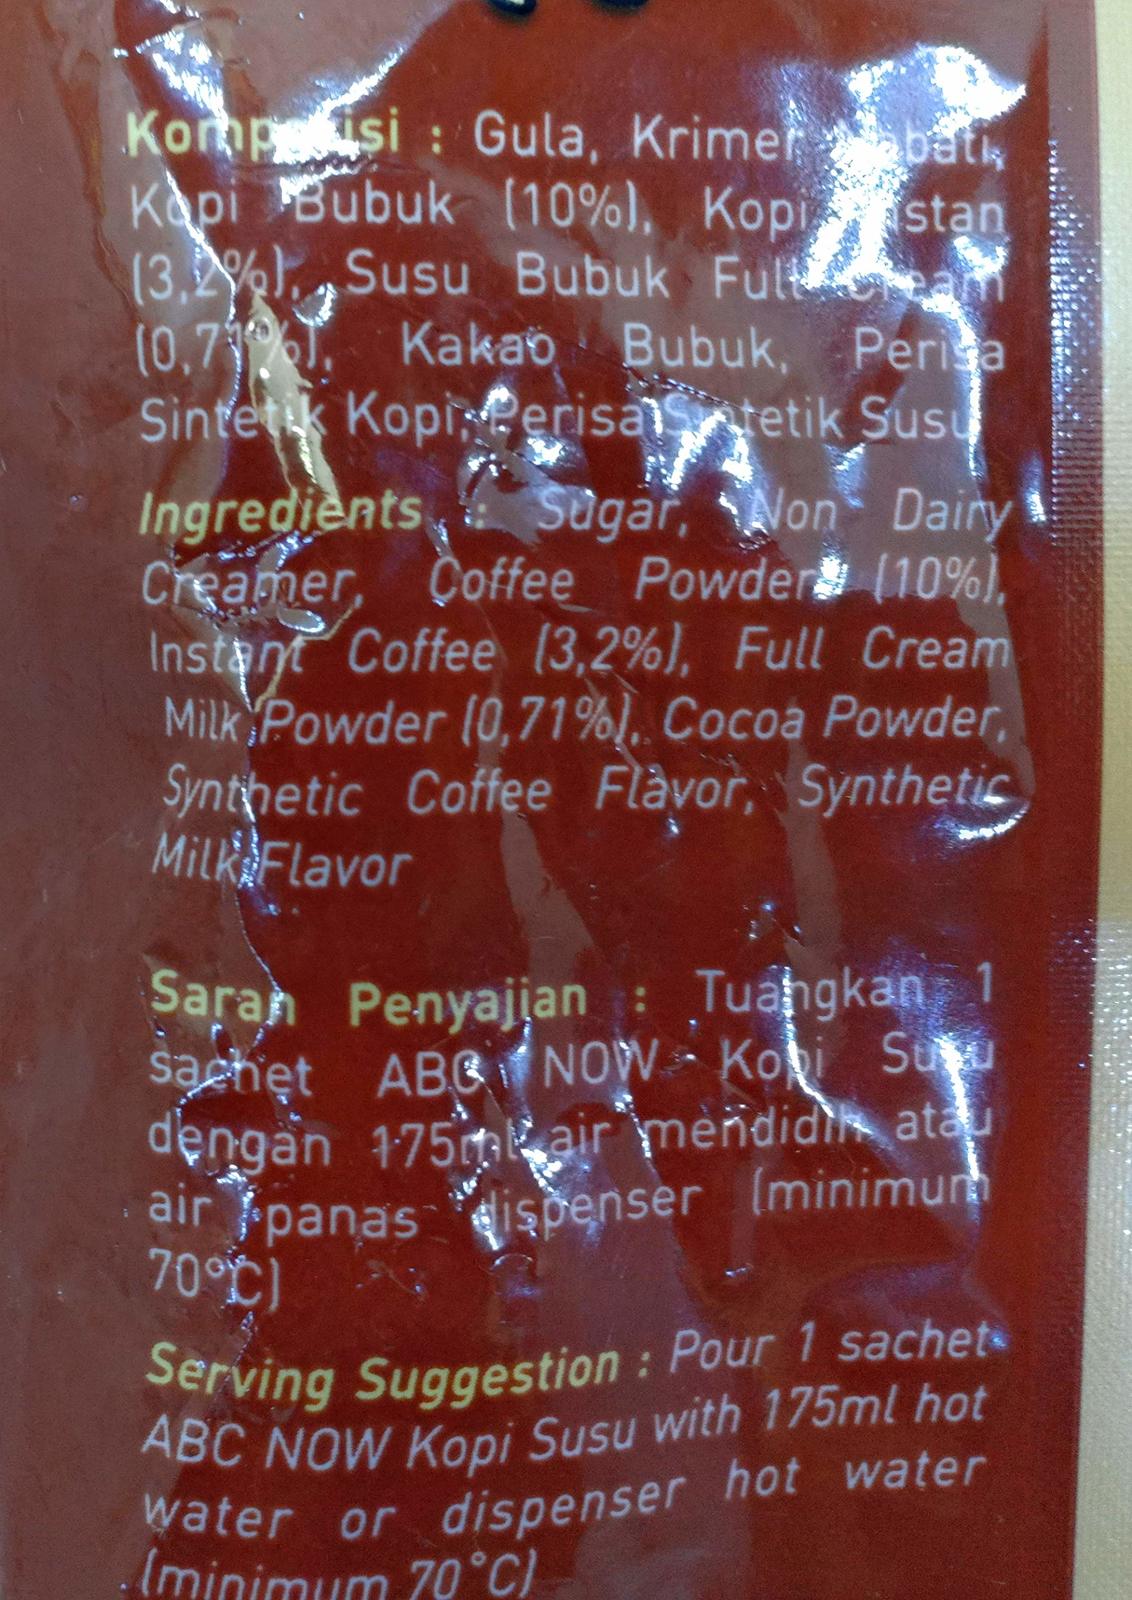 Komposisi : Gula, Krimer Nabati,
Kopi Bubuk (10%), Kopi Instan
(3,2%), Susu Bubuk Full Cream
(0,71%), Kakao Bubuk, Perisa
Sintetik Kopi, Perisa Sintetik Susu
Ingredients : Sugar, Non Dairy
Creamer, Coffee Powder (10%),
Instant Coffee (3,2%), Full Cream
Milk Powder (0,71%), Cocoa Powder,
Synthetic Coffee Flavor, Synthetic
Milk Flavor
Saran Penyajian : Tuangkan 1
sachet ABC NOW Kopi Susu
dengan 175ml air mendidih atau
air panas dispenser (minimum
70°C)
Serving Suggestion : Pour 1 sachet
ABC NOW Kopi Susu with 175ml hot
water or dispenser hot water
(minimum 70°C)